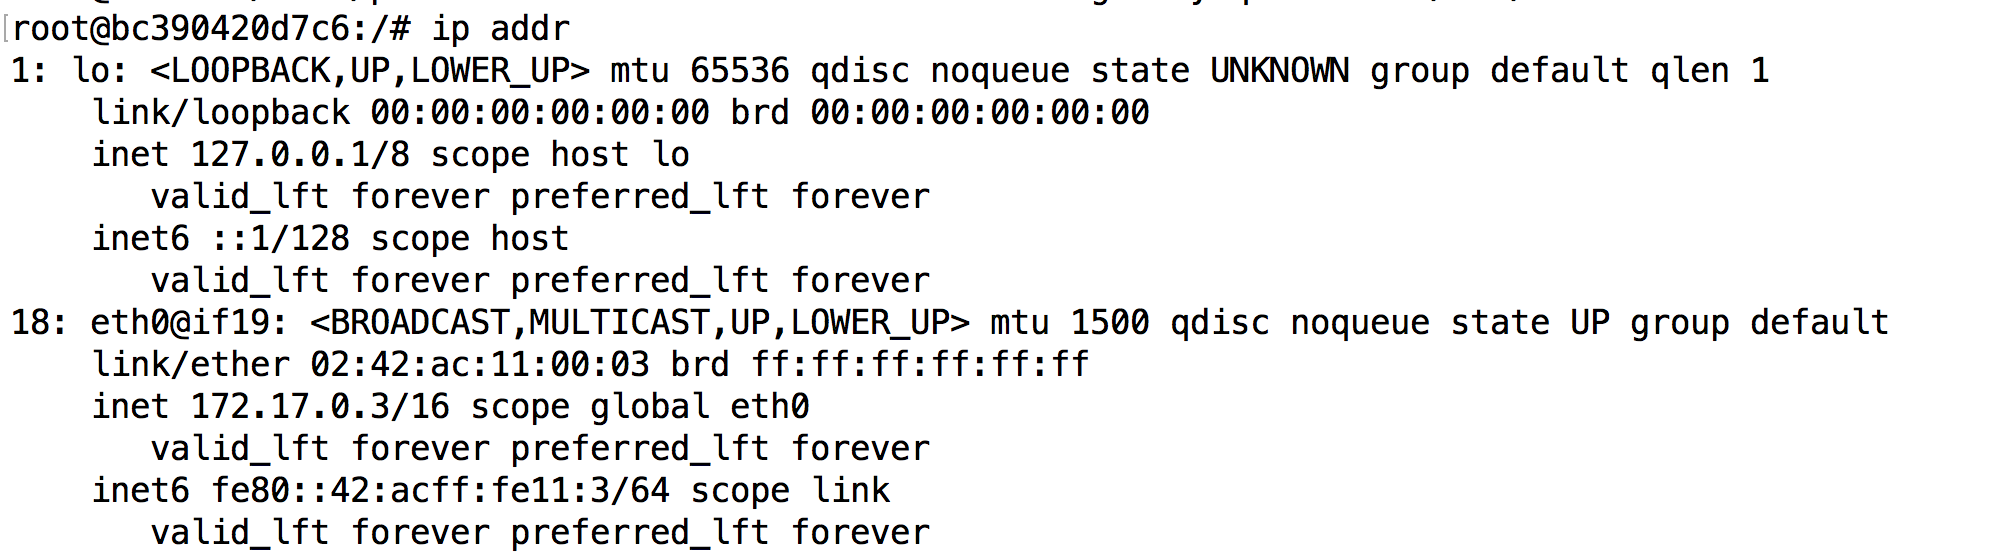 root@bc390420d7c6:/# ip addr
1: lo: <LOOPBACK,UP,LOWER_UP> mtu 65536 qdisc noqueue state UNKNOWN group default qlen 1
    link/loopback 00:00:00:00:00:00 brd 00:00:00:00:00:00
    inet 127.0.0.1/8 scope host lo
       valid_lft forever preferred_lft forever
    inet6 ::1/128 scope host
       valid_lft forever preferred_lft forever
18: eth0@if19: <BROADCAST,MULTICAST,UP,LOWER_UP> mtu 1500 qdisc noqueue state UP group default
    link/ether 02:42:ac:11:00:03 brd ff:ff:ff:ff:ff:ff
    inet 172.17.0.3/16 scope global eth0
       valid_lft forever preferred_lft forever
    inet6 fe80::42:acff:fe11:3/64 scope link
       valid_lft forever preferred_lft forever